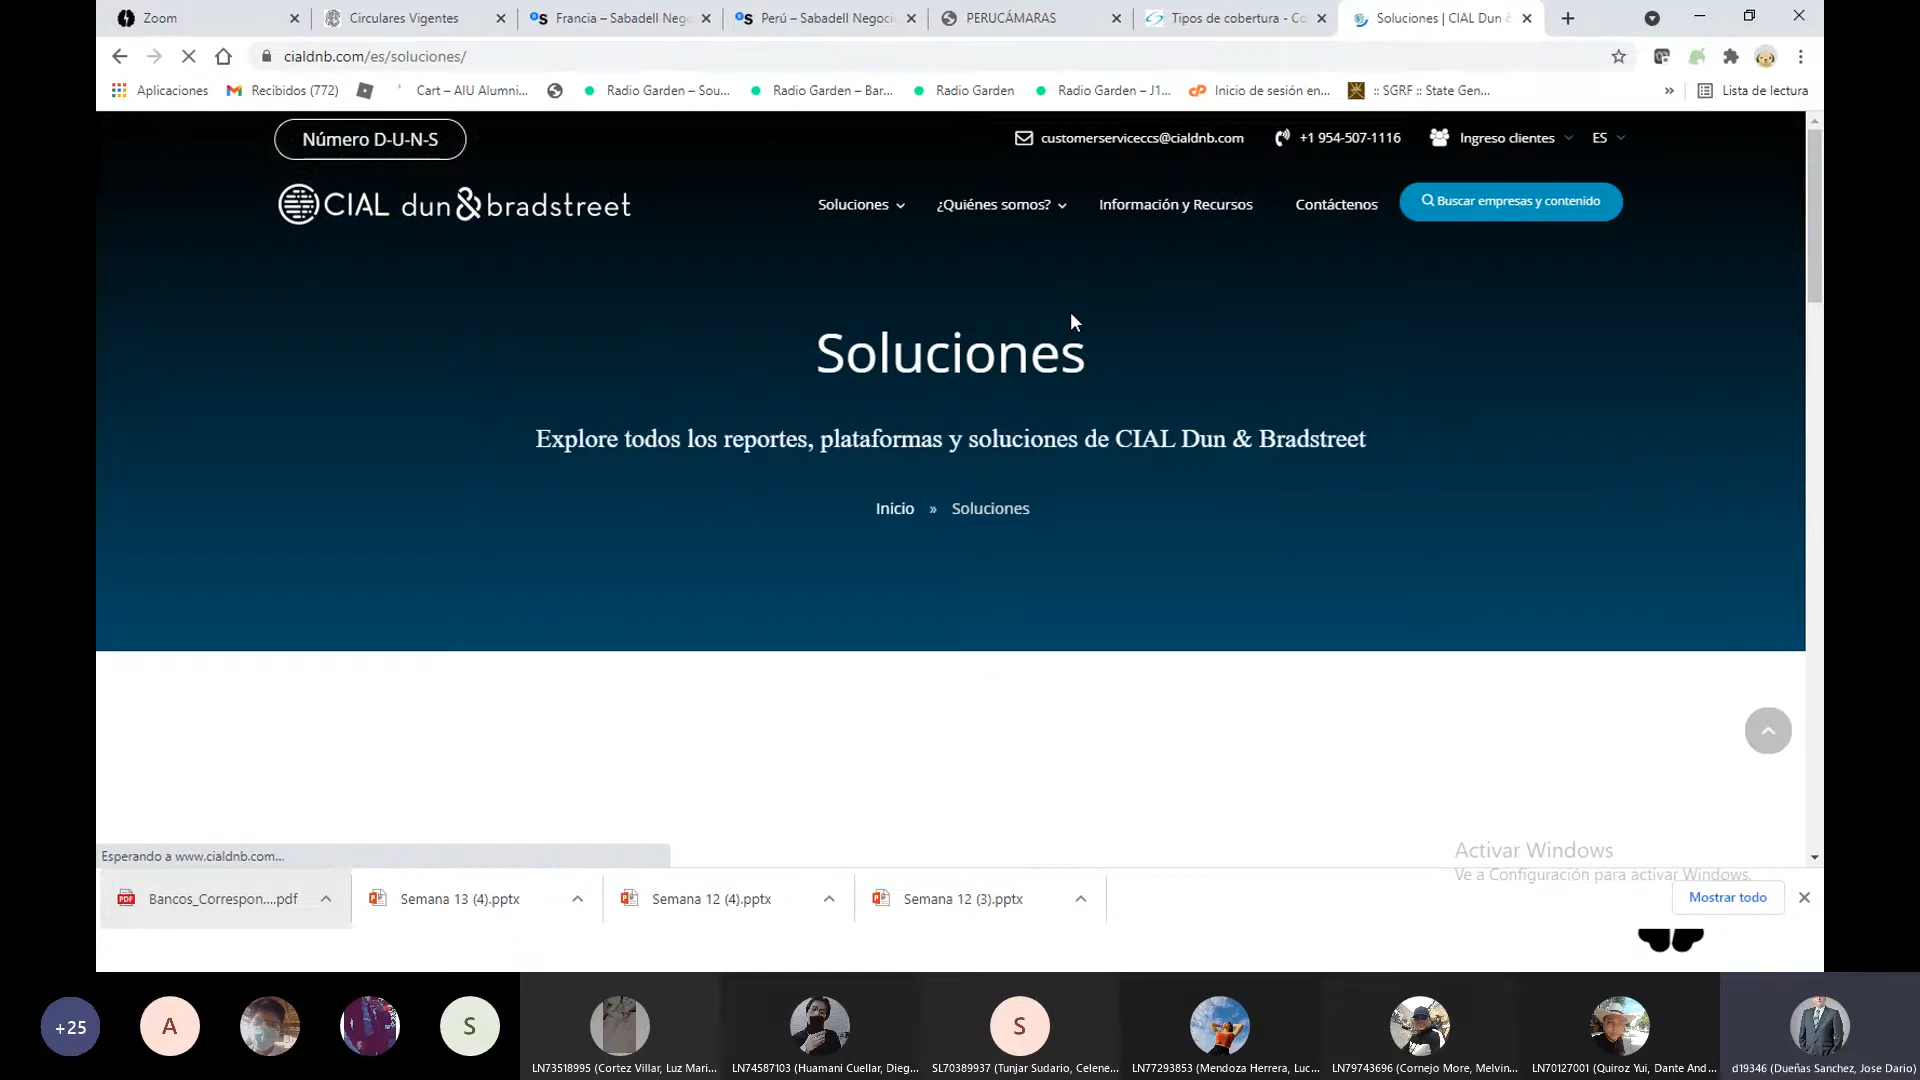 Zoom
Circulares Vigentes
Francia – Sabadell Nego
Perú – Sabadell Negoci
PERUCÁMARAS
Tipos de cobertura - Co
Soluciones | CIAL Dun &
cialdnb.com/es/soluciones/
Aplicaciones
Recibidos (772)
Cart – AIU Alumni...
Radio Garden – Sou...
Radio Garden – Bar...
Radio Garden
Radio Garden – J1...
Inicio de sesión en...
:: SGRF :: State Gen...
»
Lista de lectura
Número D-U-N-S
customerserviceccs@cialdnb.com
+1 954-507-1116
Ingreso clientes
ES
CIAL dun & bradstreet
Soluciones
¿Quiénes somos?
Información y Recursos
Contáctenos
Buscar empresas y contenido
Soluciones
Explore todos los reportes, plataformas y soluciones de CIAL Dun & Bradstreet
Inicio » Soluciones
Esperando a www.cialdnb.com...
Activar Windows
Ve a Configuración para activar Windows.
Bancos_Correspon....pdf
Semana 13 (4).pptx
Semana 12 (4).pptx
Semana 12 (3).pptx
Mostrar todo
+25
A
S
S
LN73518995 (Cortez Villar, Luz Mari...
LN74587103 (Huamani Cuellar, Dieg...
SL70389937 (Tunjar Sudario, Celene...
LN77293853 (Mendoza Herrera, Luc...
LN79743696 (Cornejo More, Melvin...
LN70127001 (Quiroz Yui, Dante And...
d19346 (Dueñas Sanchez, Jose Dario)